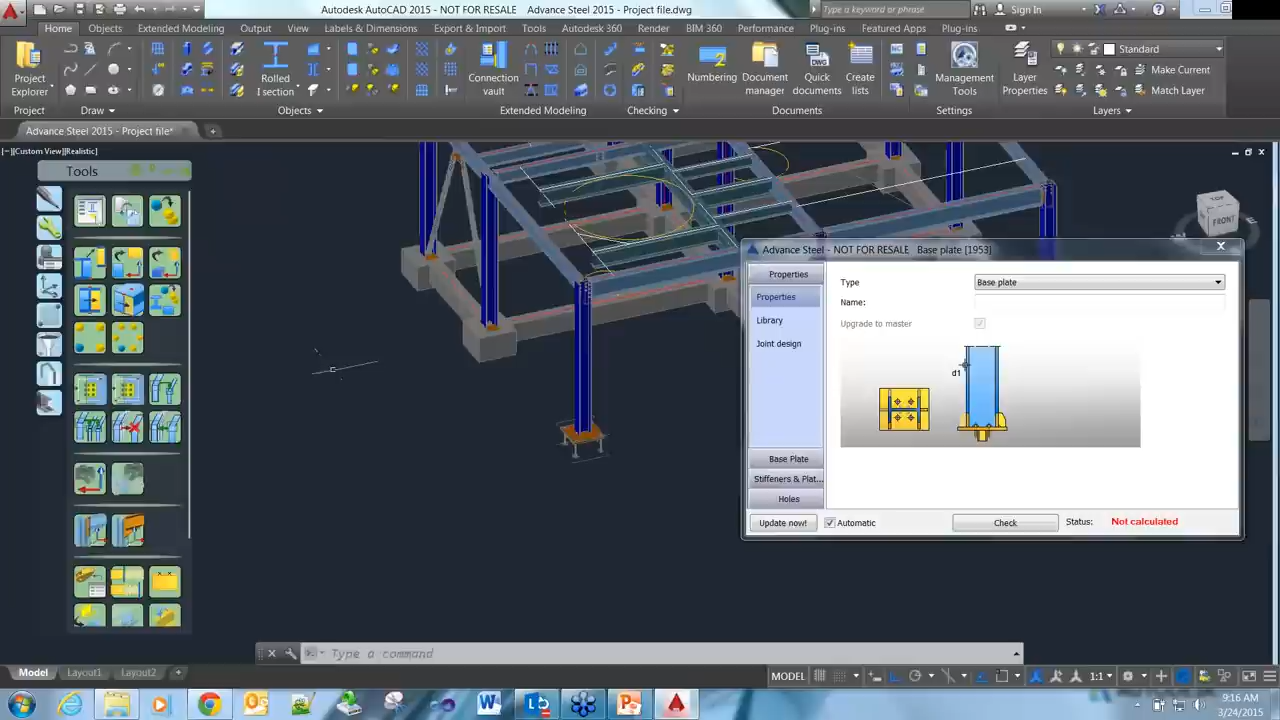 Autodesk AutoCAD 2015 - NOT FOR RESALE Advance Steel - Project file.dwg
Type a keyword or phrase
Sign In
Home Objects Extended Modeling Output View Labels & Dimensions Export & Import Tools Autodesk 360 Render BIM 360 Performance Plug-ins Featured Apps Plug-ins
Project Explorer
Rolled I section
Connection vault
Numbering
Document manager
Quick documents
Create lists
Management Tools
Layer Properties
Standard
Make Current
Match Layer
Project Draw Objects Extended Modeling Checking Documents Settings Layers
Advance Steel 2015 - Project file*
[−][Custom View][Realistic]
Tools
TOP
FRONT
Advance Steel - NOT FOR RESALE Base plate [1953]
Properties
Properties
Library
Joint design
Base Plate
Stiffeners & Plat...
Holes
Type Base plate
Name:
Upgrade to master
d1
Update now! Automatic Check Status: Not calculated
Type a command
Model Layout1 Layout2
MODEL 1:1
9:16 AM
3/24/2015